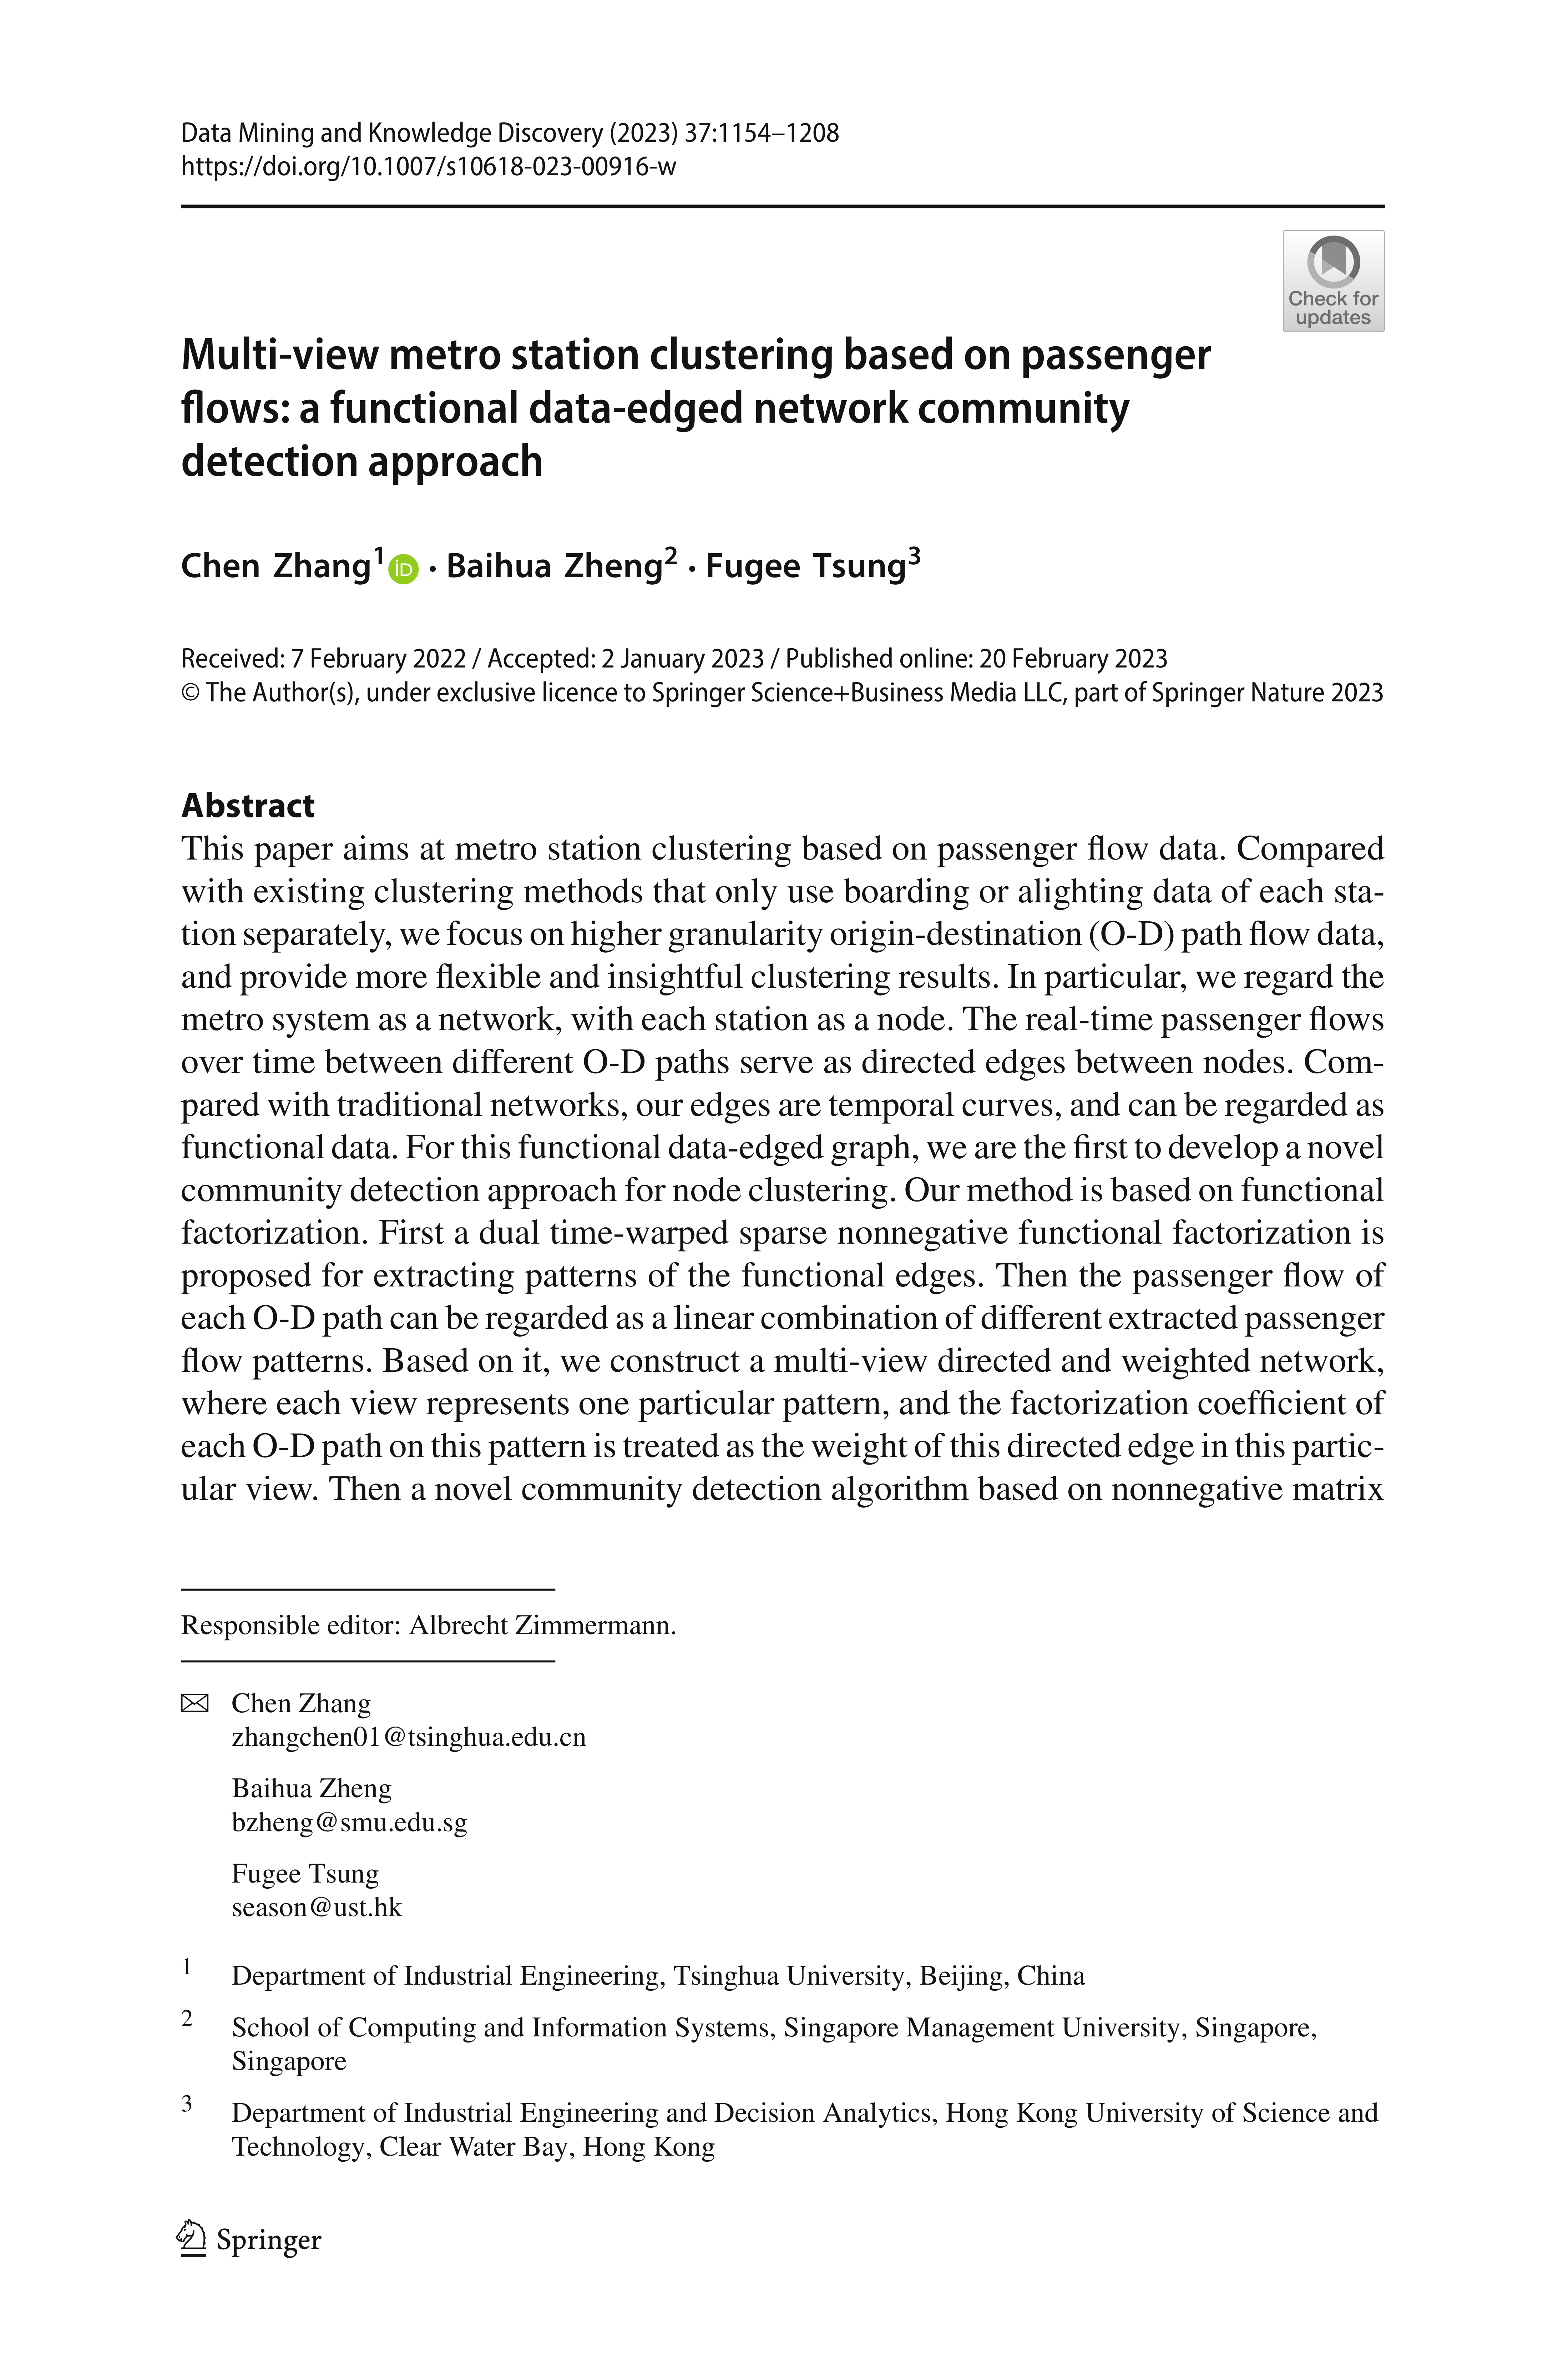 Data Mining and Knowledge Discovery (2023) 37:1154–1208
https://doi.org/10.1007/s10618-023-00916-w
Check for
updates
Multi-view metro station clustering based on passenger
flows: a functional data-edged network community
detection approach
Chen Zhang1 iD · Baihua Zheng2 · Fugee Tsung3
Received: 7 February 2022 / Accepted: 2 January 2023 / Published online: 20 February 2023
© The Author(s), under exclusive licence to Springer Science+Business Media LLC, part of Springer Nature 2023
Abstract
This paper aims at metro station clustering based on passenger flow data. Compared
with existing clustering methods that only use boarding or alighting data of each sta-
tion separately, we focus on higher granularity origin-destination (O-D) path flow data,
and provide more flexible and insightful clustering results. In particular, we regard the
metro system as a network, with each station as a node. The real-time passenger flows
over time between different O-D paths serve as directed edges between nodes. Com-
pared with traditional networks, our edges are temporal curves, and can be regarded as
functional data. For this functional data-edged graph, we are the first to develop a novel
community detection approach for node clustering. Our method is based on functional
factorization. First a dual time-warped sparse nonnegative functional factorization is
proposed for extracting patterns of the functional edges. Then the passenger flow of
each O-D path can be regarded as a linear combination of different extracted passenger
flow patterns. Based on it, we construct a multi-view directed and weighted network,
where each view represents one particular pattern, and the factorization coefficient of
each O-D path on this pattern is treated as the weight of this directed edge in this partic-
ular view. Then a novel community detection algorithm based on nonnegative matrix
Responsible editor: Albrecht Zimmermann.
Chen Zhang
zhangchen01@tsinghua.edu.cn
Baihua Zheng
bzheng@smu.edu.sg
Fugee Tsung
season@ust.hk
1 Department of Industrial Engineering, Tsinghua University, Beijing, China
2 School of Computing and Information Systems, Singapore Management University, Singapore,
Singapore
3 Department of Industrial Engineering and Decision Analytics, Hong Kong University of Science and
Technology, Clear Water Bay, Hong Kong
Springer